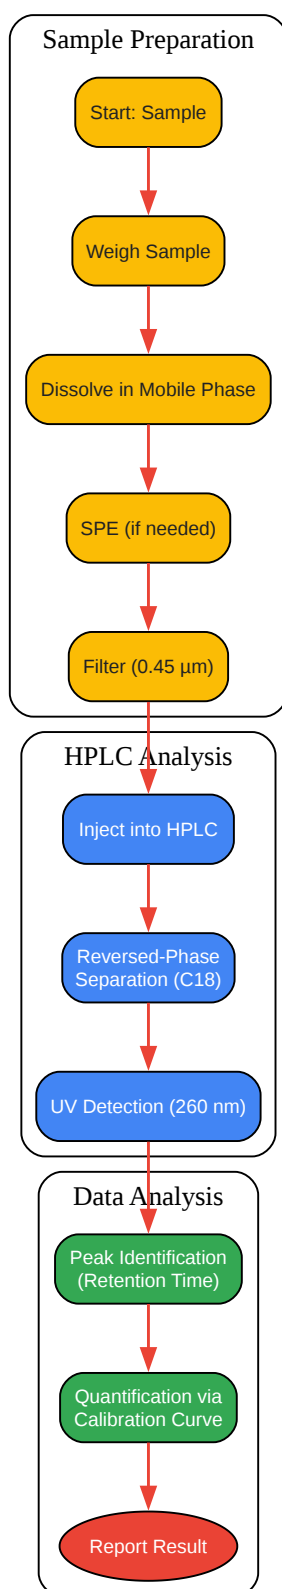 Sample Preparation
Start: Sample
Weigh Sample
Dissolve in Mobile Phase
SPE (if needed)
Filter (0.45 µm)
HPLC Analysis
Inject into HPLC
Reversed-Phase
Separation (C18)
UV Detection (260 nm)
Data Analysis
Peak Identification
(Retention Time)
Quantification via
Calibration Curve
Report Result